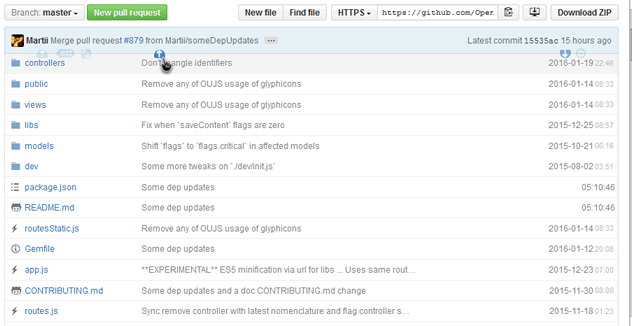 Branch: master New pull request New file Find file HTTPS https://github.com/Oper Download ZIP
Martii Merge pull request #879 from Martii/someDepUpdates ... Latest commit 15535ac 15 hours ago
controllers Don't mangle identifiers 2016-01-19 22:46
public Remove any of OUJS usage of glyphicons 2016-01-14 08:33
views Remove any of OUJS usage of glyphicons 2016-01-14 08:33
libs Fix when `saveContent` flags are zero 2015-12-25 08:57
models Shift `flags` to `flags.critical` in affected models 2015-10-21 06:16
dev Some more tweaks on `./dev/init.js` 2015-08-02 03:51
package.json Some dep updates 05:10:46
README.md Some dep updates 05:10:46
routesStatic.js Remove any of OUJS usage of glyphicons 2016-01-14 08:33
Gemfile Some dep updates 2016-01-12 20:08
app.js **EXPERIMENTAL** ES5 minification via url for libs ... Uses same rout… 2015-12-23 07:00
CONTRIBUTING.md Some dep updates and a doc CONTRIBUTING.md change 2015-11-30 08:08
routes.js Sync remove controller with latest nomenclature and flag controller s… 2015-11-18 01:23